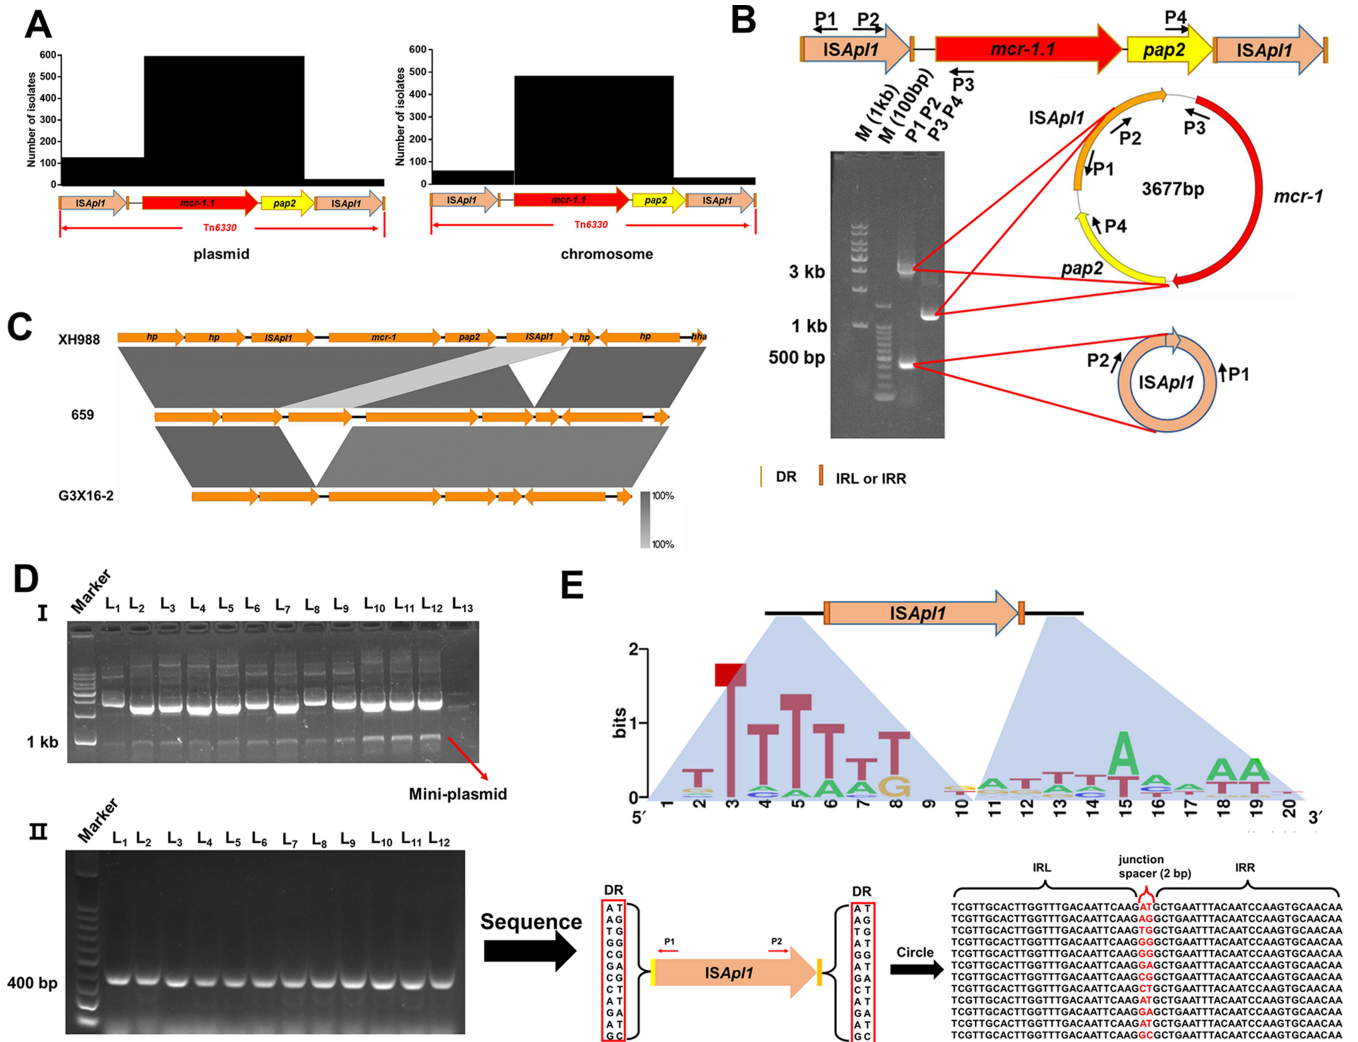 A
Number of isolates
600
500
400
300
200
100
0
ISApl1
mcr-1.1
pap2
ISApl1
Tn6330
plasmid
Number of isolates
600
500
400
300
200
100
0
ISApl1
mcr-1.1
pap2
ISApl1
Tn6330
chromosome
B
P1 P2 P4
ISApl1 mcr-1.1 pap2 ISApl1
P3
M (1kb)
M (100bp)
P1 P2
P3 P4
3 kb
1 kb
500 bp
ISApl1
P2
P3
P1
3677bp
mcr-1
P4
pap2
P2
ISApl1
P1
DR
IRL or IRR
C
XH988
hp hp ISApl1 mcr-1 pap2 ISApl1 hp hp hha
659
G3X16-2
100%
100%
D
I
Marker L1 L2 L3 L4 L5 L6 L7 L8 L9 L10 L11 L12 L13
1 kb
Mini-plasmid
II
Marker L1 L2 L3 L4 L5 L6 L7 L8 L9 L10 L11 L12
400 bp
E
ISApl1
bits
2
1
0
5′
1 2 3 4 5 6 7 8 9 10 11 12 13 14 15 16 17 18 19 20
3′
Sequence
DR
P1
P2
ISApl1
DR
Circle
IRL
junction
spacer (2 bp)
IRR
TCGTTGCACTTGGTTTGACAATTCAAGATGCTGAATTTACAATCCAAGTGCAACAA
TCGTTGCACTTGGTTTGACAATTCAAGAGGCTGAATTTACAATCCAAGTGCAACAA
TCGTTGCACTTGGTTTGACAATTCAAGTGGCTGAATTTACAATCCAAGTGCAACAA
TCGTTGCACTTGGTTTGACAATTCAAGGGGCTGAATTTACAATCCAAGTGCAACAA
TCGTTGCACTTGGTTTGACAATTCAAGGGGCTGAATTTACAATCCAAGTGCAACAA
TCGTTGCACTTGGTTTGACAATTCAAGGAGCTGAATTTACAATCCAAGTGCAACAA
TCGTTGCACTTGGTTTGACAATTCAAGCGGCTGAATTTACAATCCAAGTGCAACAA
TCGTTGCACTTGGTTTGACAATTCAAGCTGCTGAATTTACAATCCAAGTGCAACAA
TCGTTGCACTTGGTTTGACAATTCAAGATGCTGAATTTACAATCCAAGTGCAACAA
TCGTTGCACTTGGTTTGACAATTCAAGGAGCTGAATTTACAATCCAAGTGCAACAA
TCGTTGCACTTGGTTTGACAATTCAAGATGCTGAATTTACAATCCAAGTGCAACAA
TCGTTGCACTTGGTTTGACAATTCAAGGCGCTGAATTTACAATCCAAGTGCAACAA